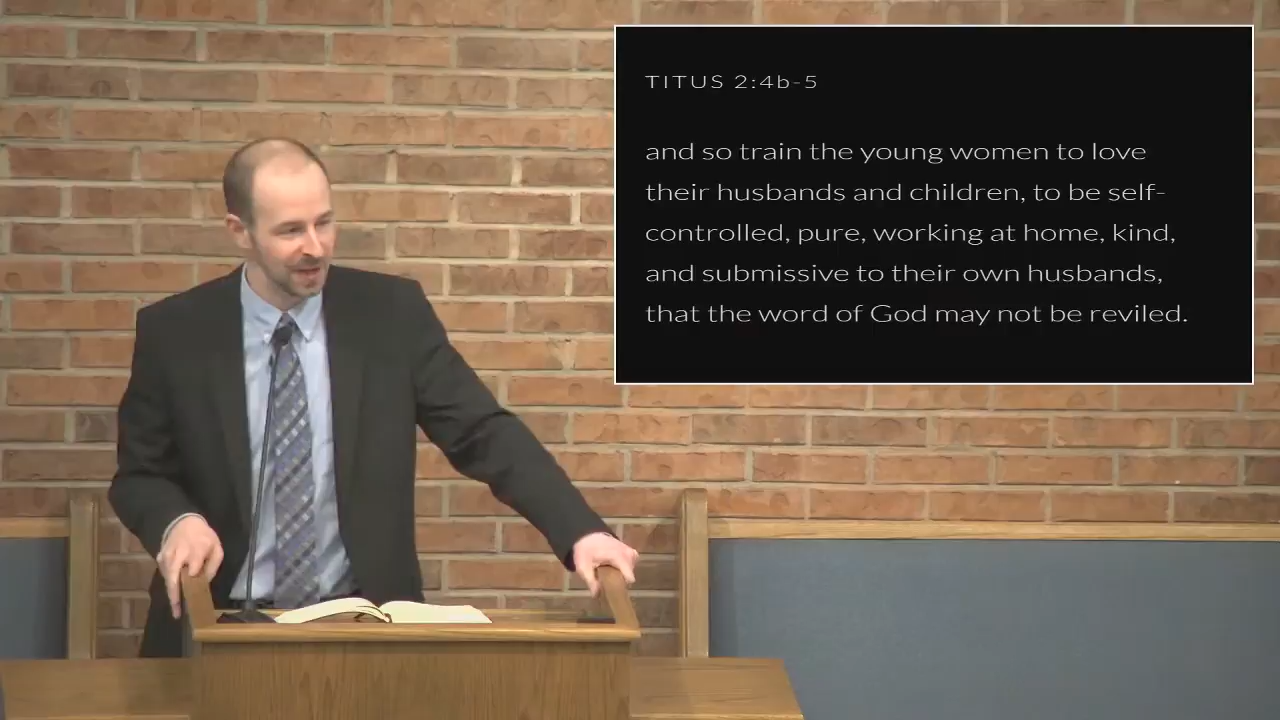 TITUS 2:4b-5
and so train the young women to love
their husbands and children, to be self-
controlled, pure, working at home, kind,
and submissive to their own husbands,
that the word of God may not be reviled.